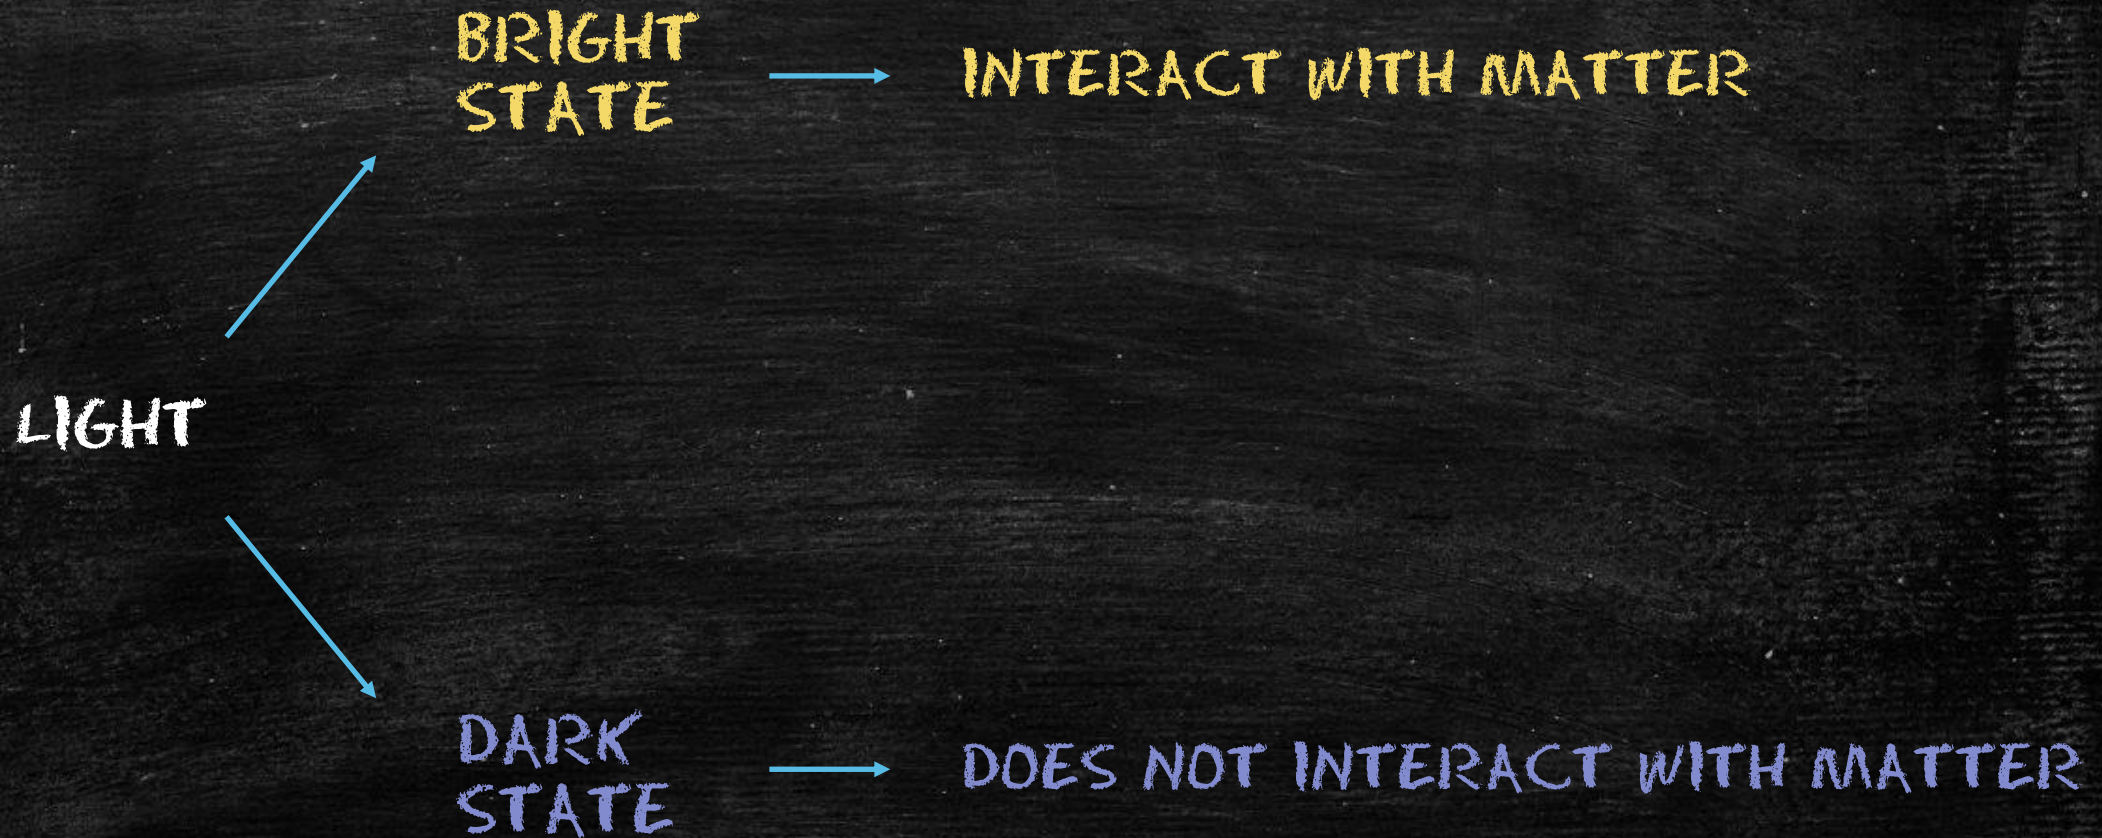 BRIGHT
STATE
INTERACT WITH MATTER
LIGHT
DARK
STATE
DOES NOT INTERACT WITH MATTER